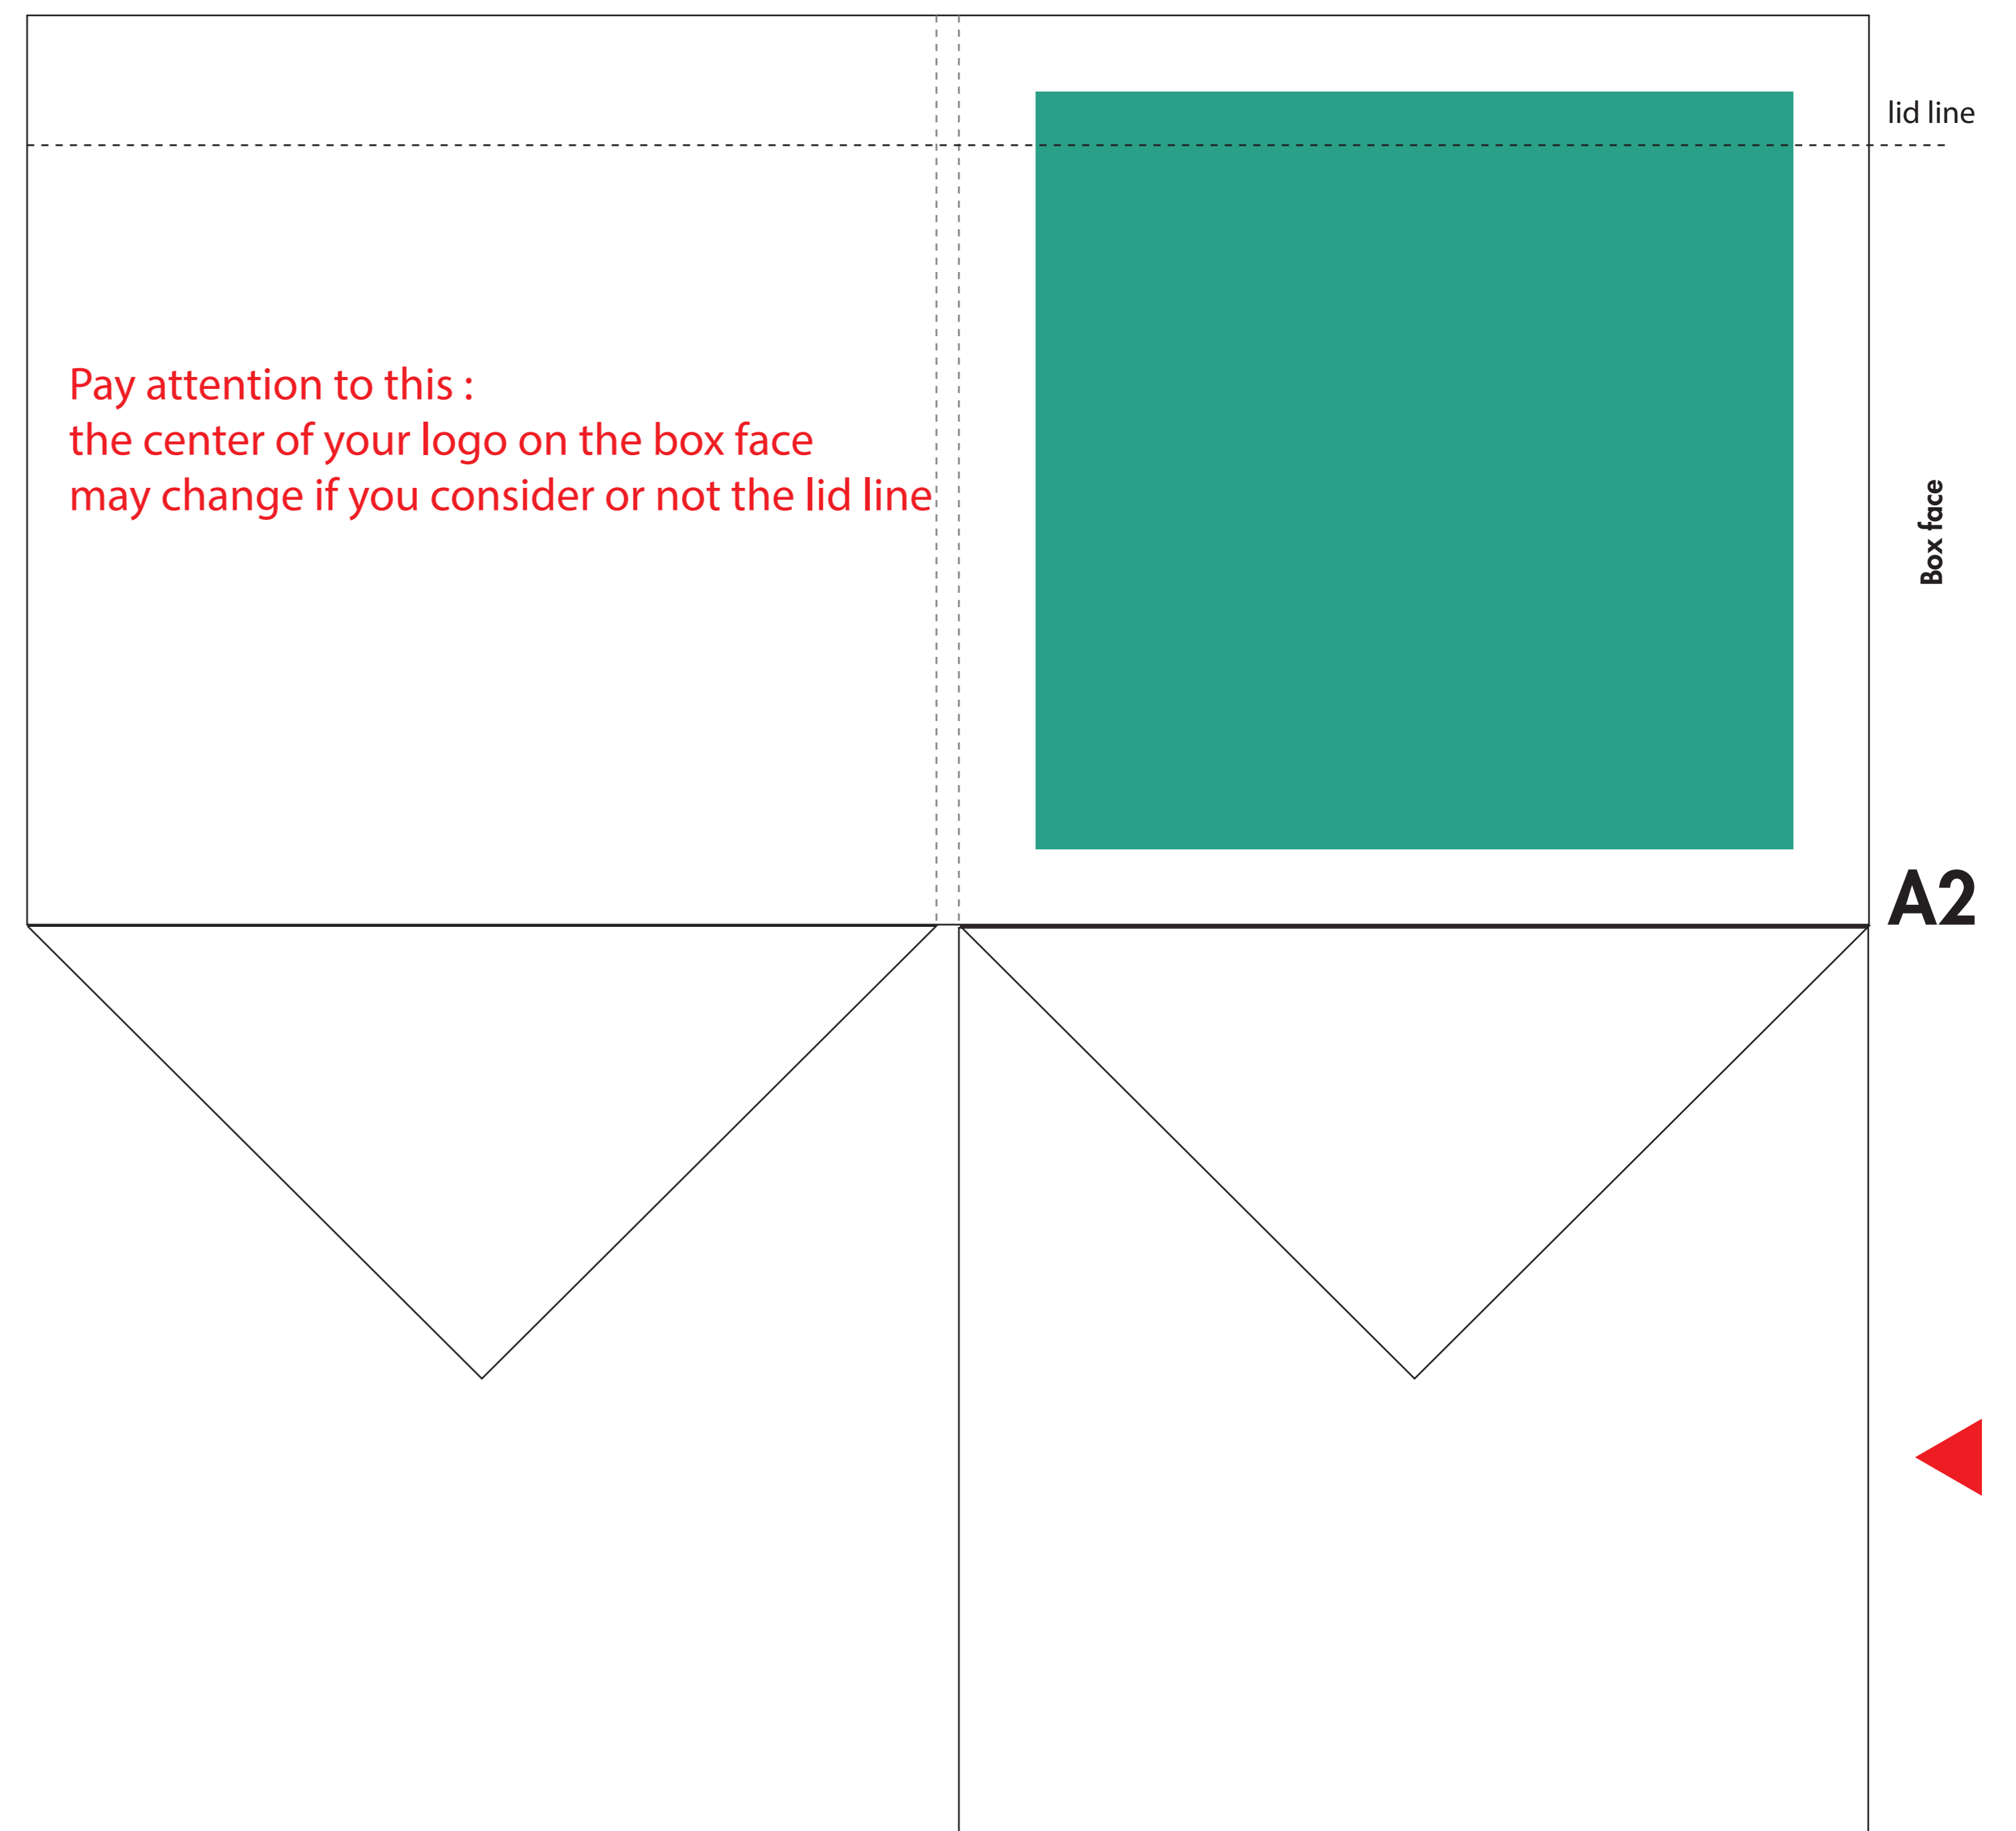 lid line
Pay attention to this :
the center of your logo on the box face
may change if you consider or not the lid line
Box face
A2